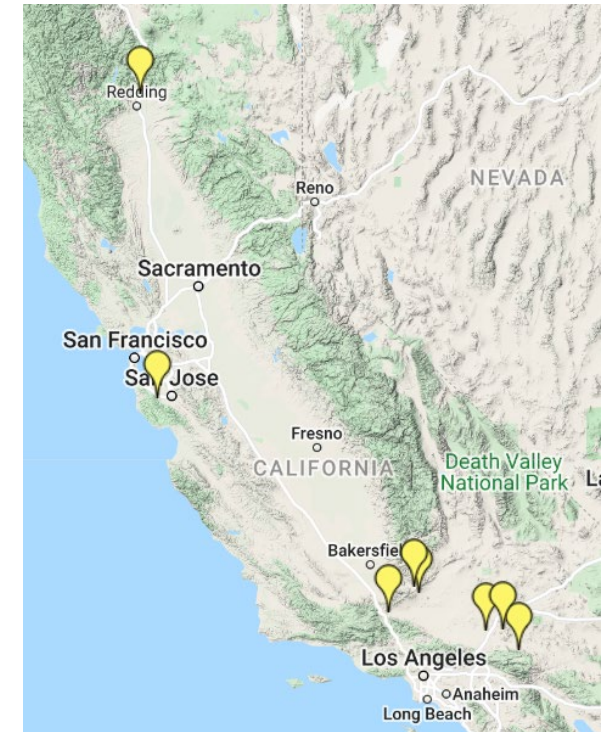 Redding
Reno
NEVADA
Sacramento
San Francisco
San Jose
Fresno
CALIFORNIA
Death Valley
National Park
Bakersfiel
Los Angeles
Anaheim
Long Beach